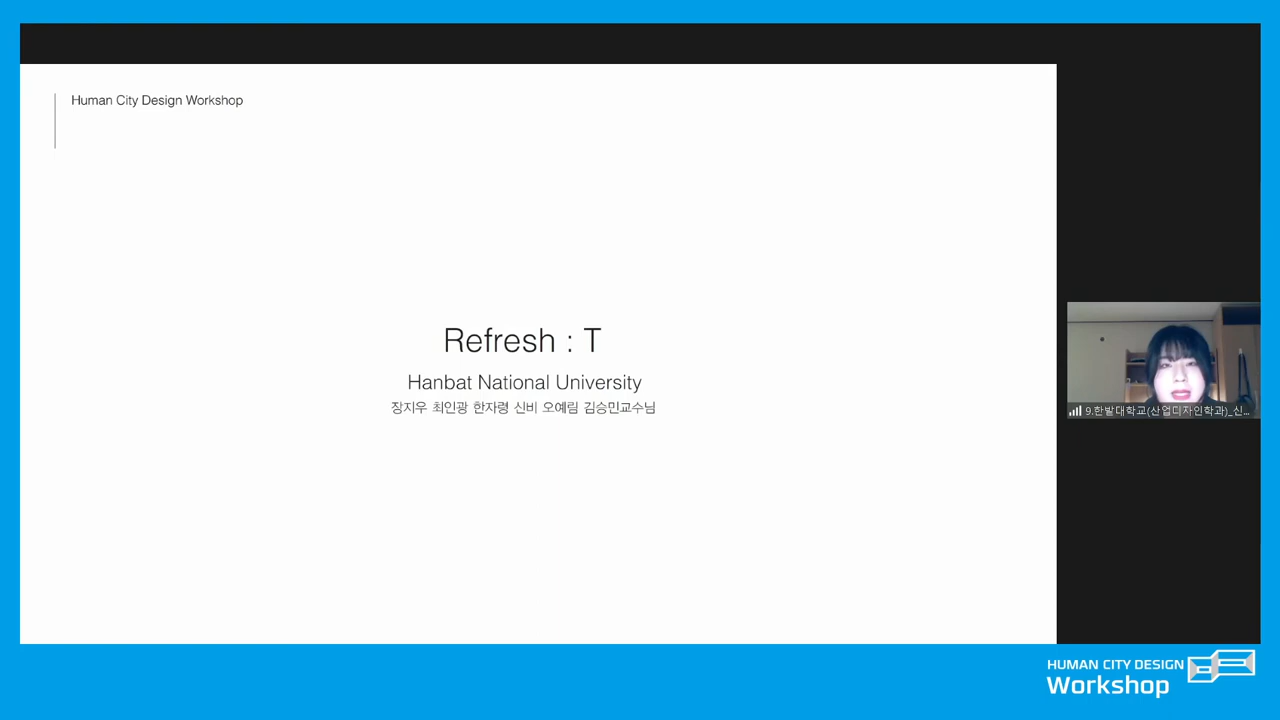 Human City Design Workshop
Refresh : T
Hanbat National University
장지우 최인광 한자령 신비 오예림 김승민교수님
9.한발대학교(산업디자인학과)_신...
HUMAN CITY DESIGN
Workshop